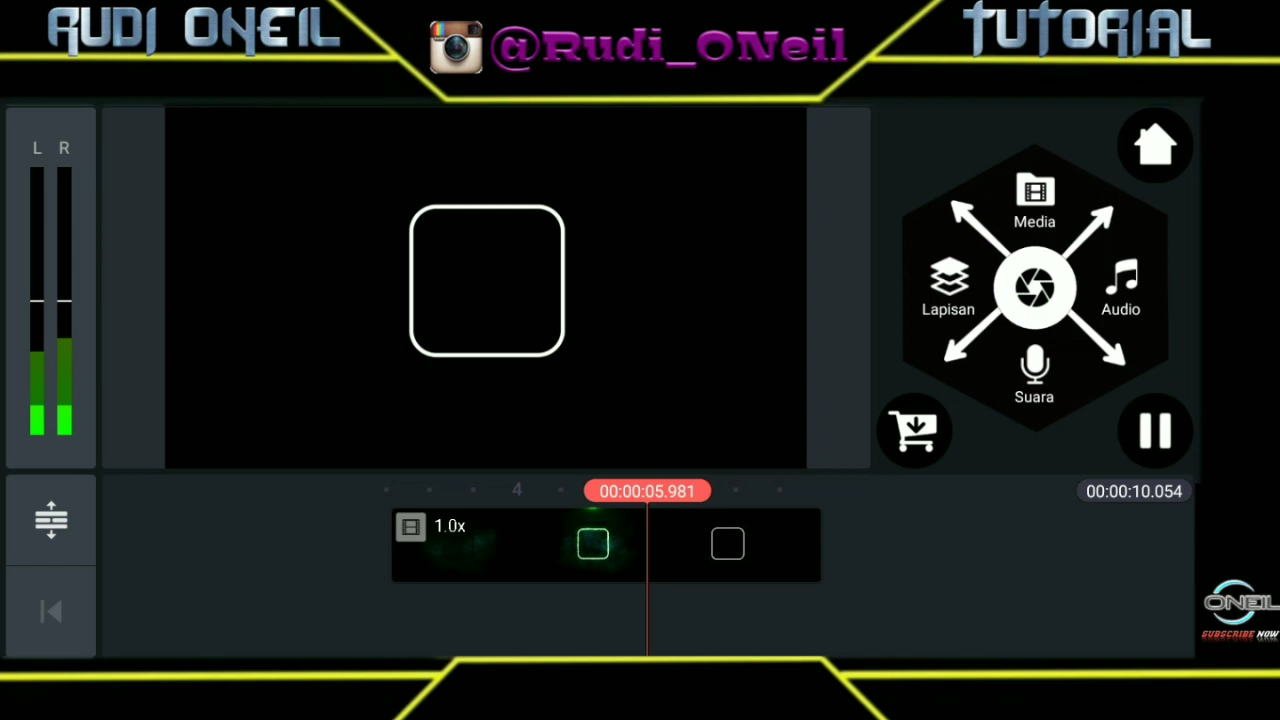 RUDI ONEIL
@Rudi_ONeil
TUTORIAL
L R
Media
Lapisan
Audio
Suara
4
00:00:05.981
00:00:10.054
1.0x
ONEIL
SUBSCRIBE NOW